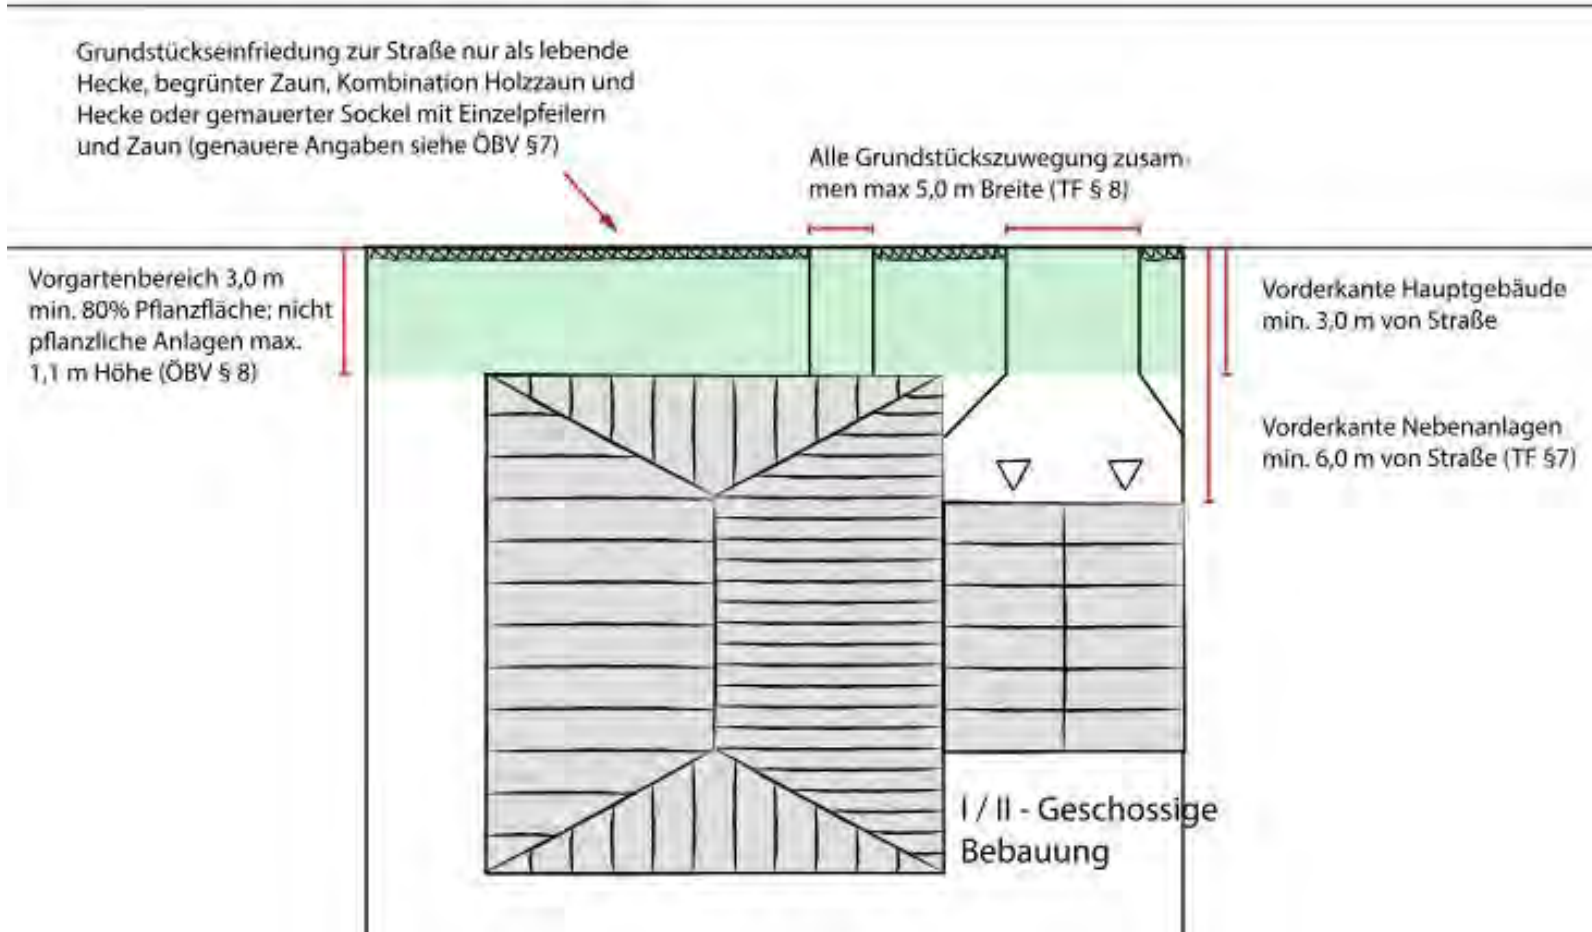 Grundstückseinfriedung zur Straße nur als lebende
Hecke, begrünter Zaun, Kombination Holzzaun und
Hecke oder gemauerter Sockel mit Einzelpfeilern
und Zaun (genauere Angaben siehe ÖBV §7)
Alle Grundstückszuwegung zusam
men max 5,0 m Breite (TF § 8)
Vorgartenbereich 3,0 m
min. 80% Pflanzfläche; nicht
pflanzliche Anlagen max.
1,1 m Höhe (ÖBV § 8)
Vorderkante Hauptgebäude
min. 3,0 m von Straße
Vorderkante Nebenanlagen
min. 6,0 m von Straße (TF §7)
I / II - Geschossige
Bebauung